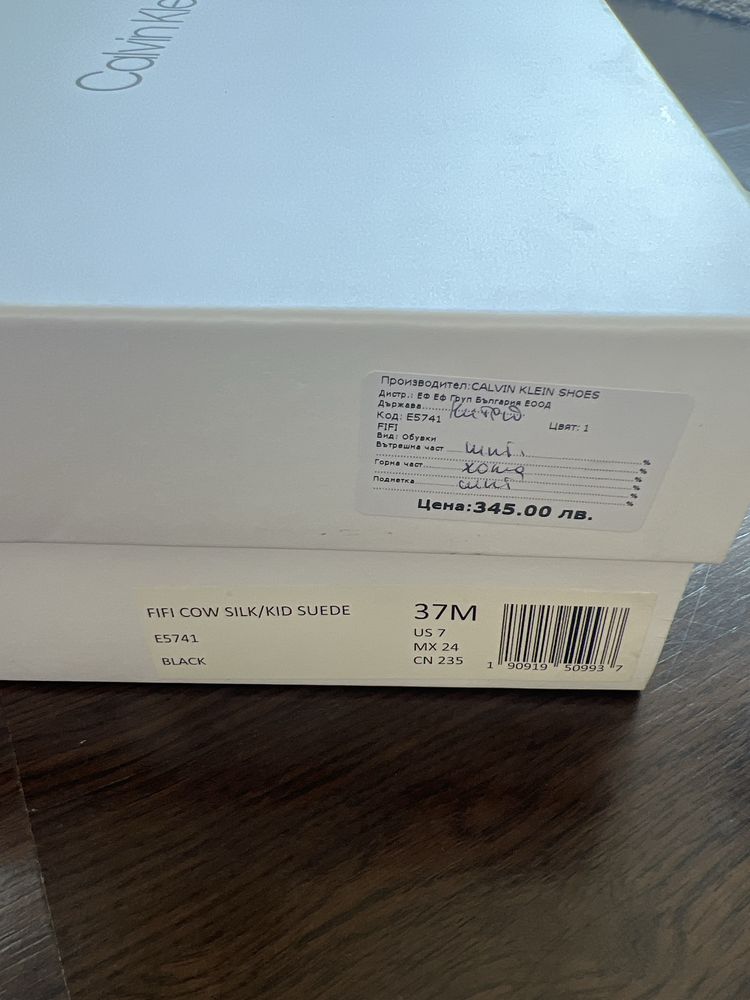 Calvin Kle
Производител:CALVIN KLEIN SHOES
Дистр.: ЕФ ЕФ Груп България ЕООД
Държава
Код: E5741 Цвят: 1
FIFI
Вид: Обувки
Вътрешна част %
%
Горна част кожа %
%
Подметка %
%
Цена:345.00 лв.
FIFI COW SILK/KID SUEDE 37M
US 7
E5741 MX 24
BLACK CN 235
1 90919 50993 7